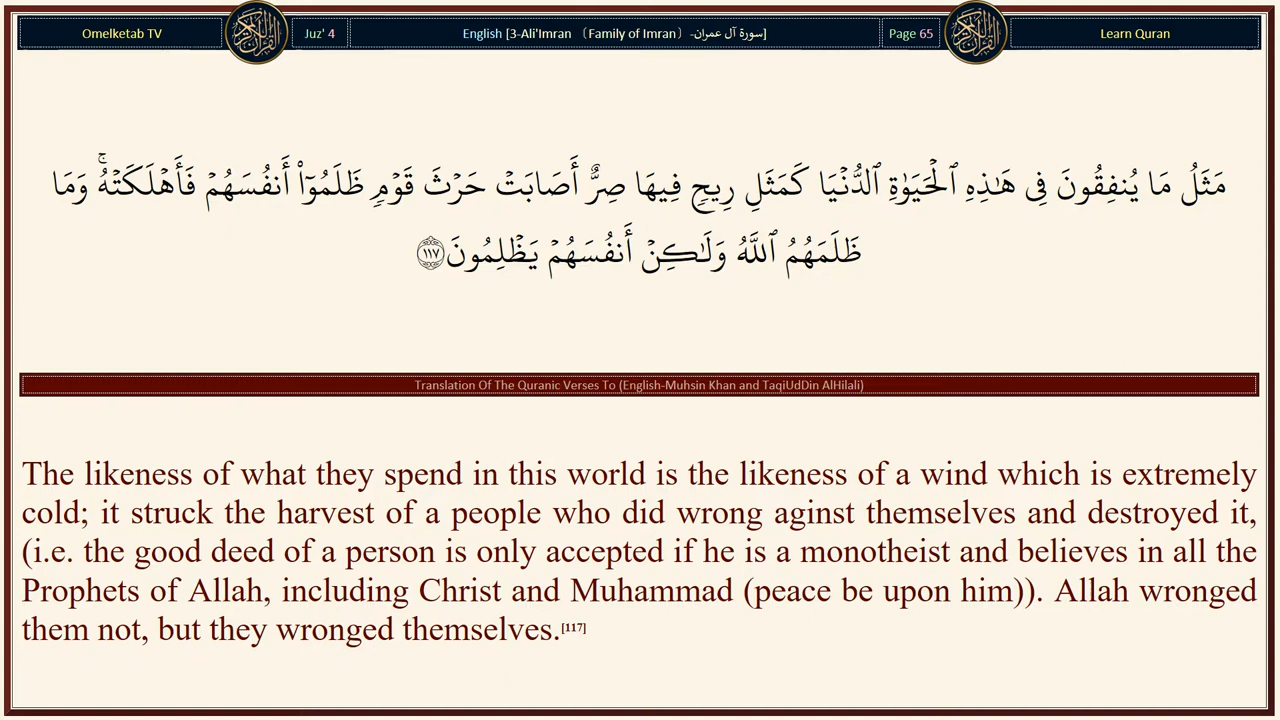 Omelketab TV
Juz' 4
English [3-Ali'Imran (Family of Imran) -سورة آل عمران]
Page 65
Learn Quran
مَثَلُ مَا يُنفِقُونَ فِى هَـٰذِهِ ٱلْحَيَوٰةِ ٱلدُّنْيَا كَمَثَلِ رِيحٍ فِيهَا صِرٌّ أَصَابَتْ حَرْثَ قَوْمٍ ظَلَمُوٓا۟ أَنفُسَهُمْ فَأَهْلَكَتْهُ ۚ وَمَا
ظَلَمَهُمُ ٱللَّهُ وَلَـٰكِنْ أَنفُسَهُمْ يَظْلِمُونَ ١١٧
Translation Of The Quranic Verses To (English-Muhsin Khan and TaqiUdDin AlHilali)
The likeness of what they spend in this world is the likeness of a wind which is extremely
cold; it struck the harvest of a people who did wrong aginst themselves and destroyed it,
(i.e. the good deed of a person is only accepted if he is a monotheist and believes in all the
Prophets of Allah, including Christ and Muhammad (peace be upon him)). Allah wronged
them not, but they wronged themselves.[117]